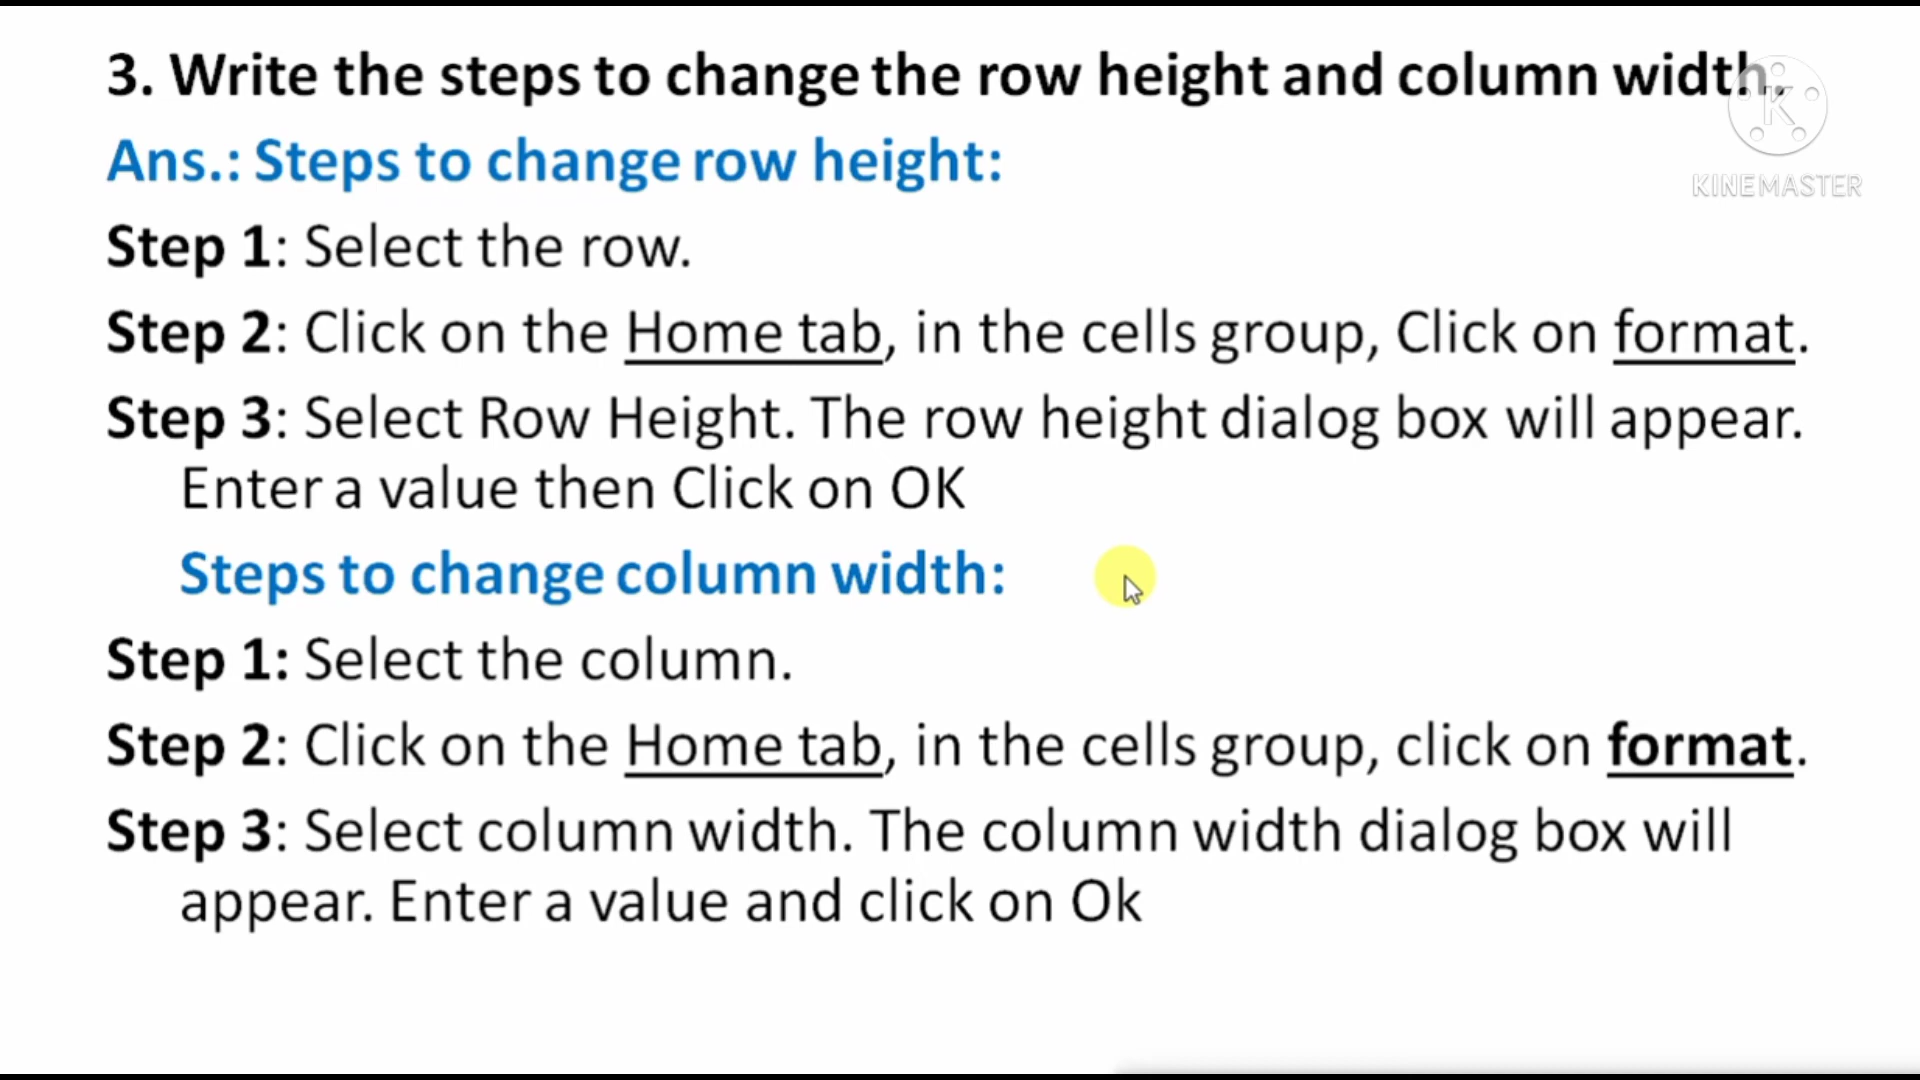 3. Write the steps to change the row height and column width.
Ans.: Steps to change row height:
Step 1: Select the row.
Step 2: Click on the Home tab, in the cells group, Click on format.
Step 3: Select Row Height. The row height dialog box will appear.
Enter a value then Click on OK
Steps to change column width:
Step 1: Select the column.
Step 2: Click on the Home tab, in the cells group, click on format.
Step 3: Select column width. The column width dialog box will
appear. Enter a value and click on Ok
K
KINEMASTER